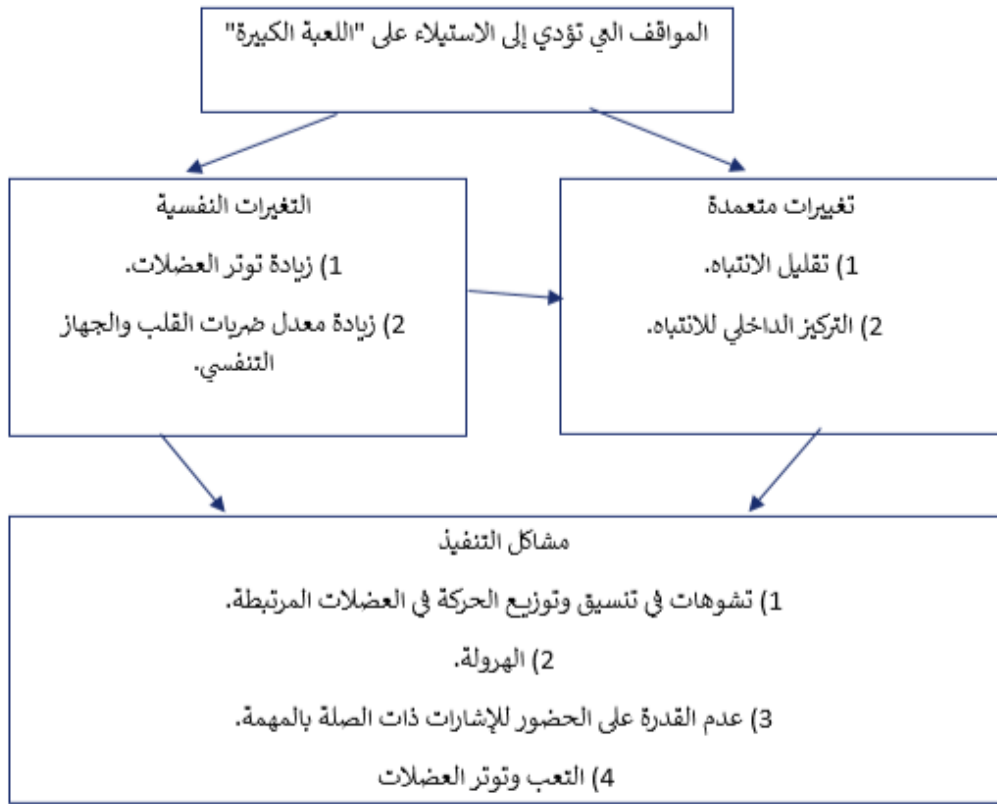 المواقف التي تؤدي إلى الاستيلاء على "اللعبة الكبيرة"
تغييرات متعمدة
1) تقليل الانتباه.
2) التركيز الداخلي للانتباه.
التغيرات النفسية
1) زيادة توتر العضلات.
2) زيادة معدل ضربات القلب والجهاز
التنفسي.
مشاكل التنفيذ
1) تشوهات في تنسيق وتوزيع الحركة في العضلات المرتبطة.
2) الهرولة.
3) عدم القدرة على الحضور للإشارات ذات الصلة بالمهمة.
4) التعب وتوتر العضلات